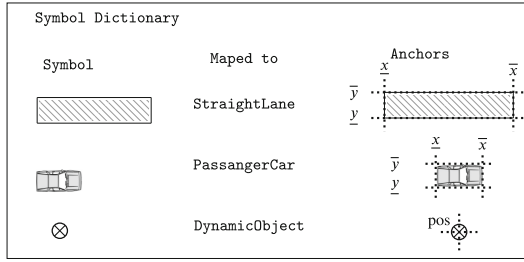 Symbol Dictionary
Symbol Maped to Anchors
x̲ x̅
StraightLane y̅
y̲
x̲ x̅
PassangerCar y̅
y̲
DynamicObject pos